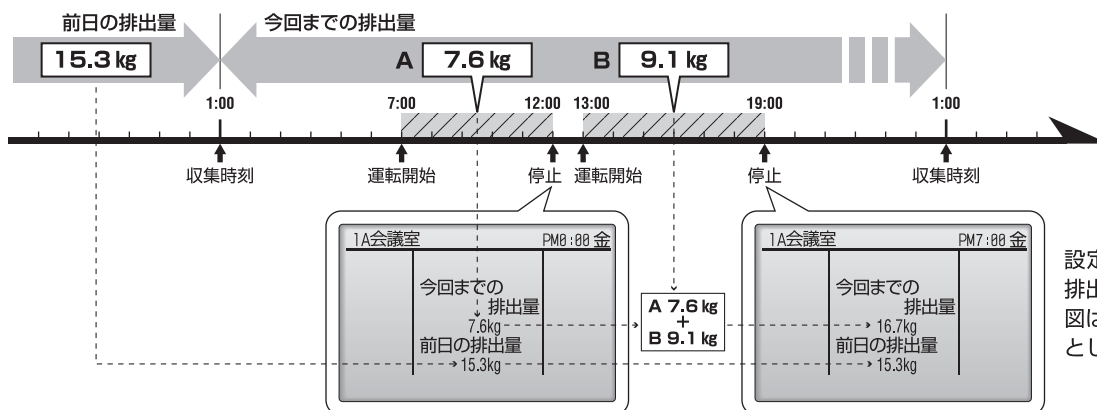 前日の排出量
今回までの排出量
15.3 kg
A 7.6 kg
B 9.1 kg
1:00
7:00
12:00
13:00
19:00
1:00
収集時刻
運転開始
停止
運転開始
停止
収集時刻
1A会議室 PM0:00 金
今回までの
排出量
7.6kg
前日の排出量
15.3kg
A 7.6 kg
+
B 9.1 kg
1A会議室 PM7:00 金
今回までの
排出量
16.7kg
前日の排出量
15.3kg
設定
排出
図は
とし